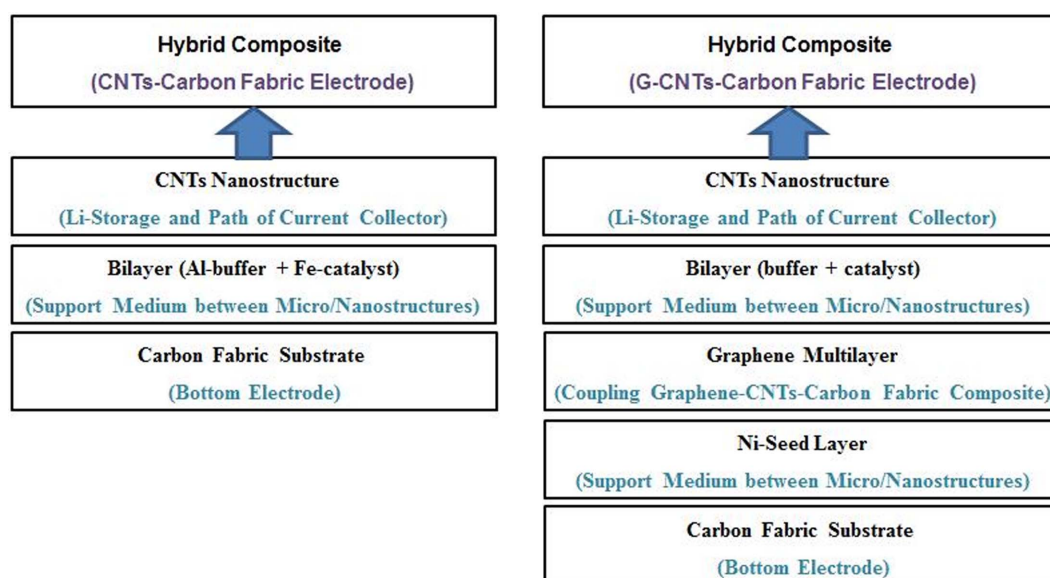 Hybrid Composite
(CNTs-Carbon Fabric Electrode)
CNTs Nanostructure
(Li-Storage and Path of Current Collector)
Bilayer (Al-buffer + Fe-catalyst)
(Support Medium between Micro/Nanostructures)
Carbon Fabric Substrate
(Bottom Electrode)
Hybrid Composite
(G-CNTs-Carbon Fabric Electrode)
CNTs Nanostructure
(Li-Storage and Path of Current Collector)
Bilayer (buffer + catalyst)
(Support Medium between Micro/Nanostructures)
Graphene Multilayer
(Coupling Graphene-CNTs-Carbon Fabric Composite)
Ni-Seed Layer
(Support Medium between Micro/Nanostructures)
Carbon Fabric Substrate
(Bottom Electrode)